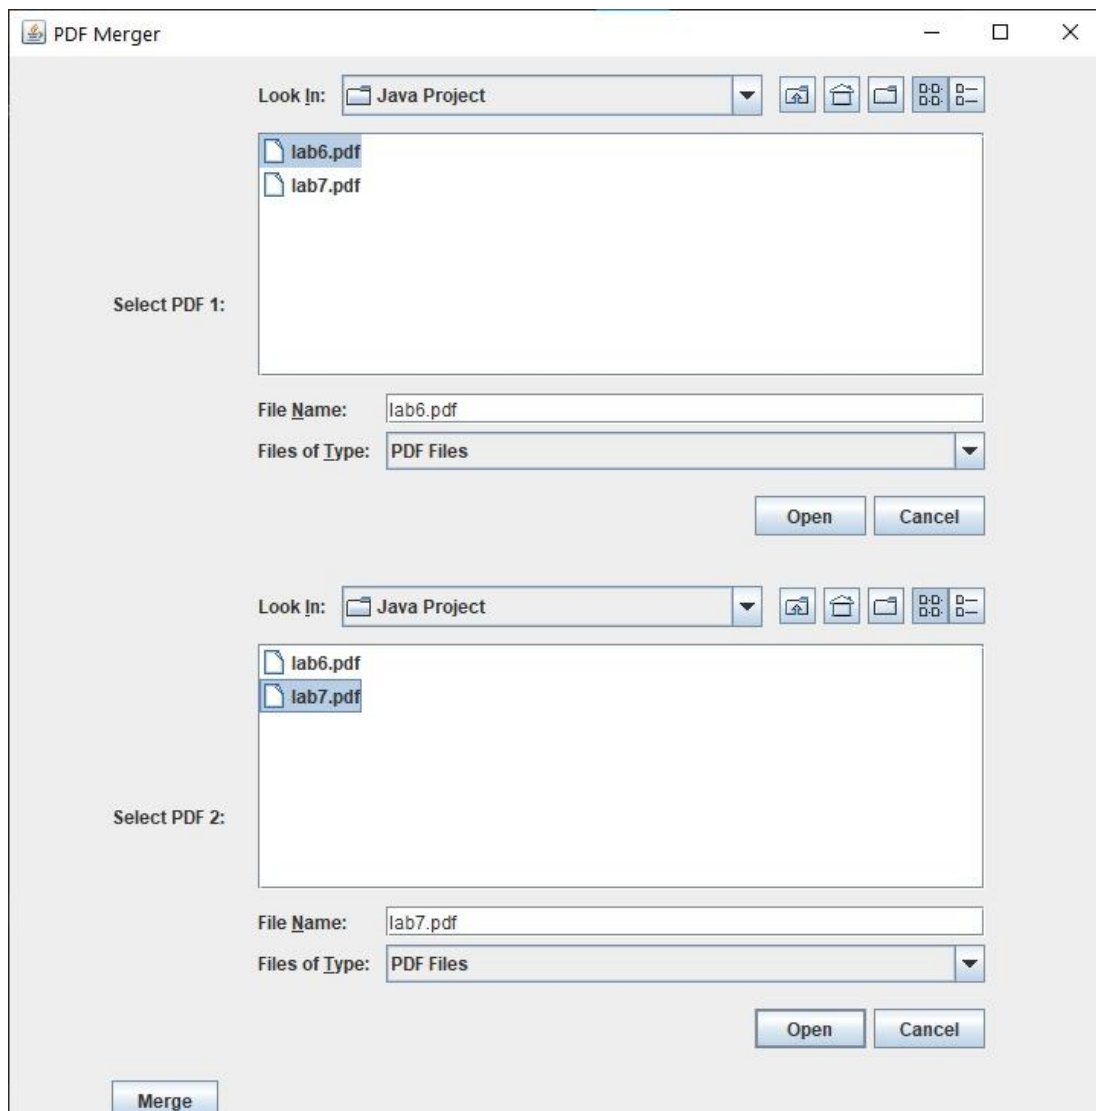 PDF Merger
Look In: Java Project
lab6.pdf
lab7.pdf
Select PDF 1:
File Name: lab6.pdf
Files of Type: PDF Files
Open Cancel
Look In: Java Project
lab6.pdf
lab7.pdf
Select PDF 2:
File Name: lab7.pdf
Files of Type: PDF Files
Open Cancel
Merge